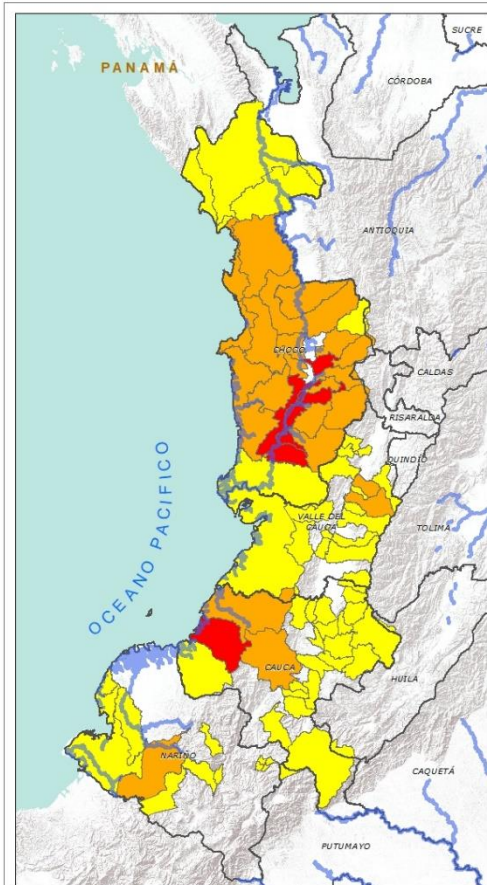 SUCRE
PANAMÁ
CÓRDOBA
ANTIOQUIA
CHOCÓ
CALDAS
RISARALDA
QUINDÍO
OCEANO PACIFICO
VALLE DEL
CAUCA
TOLIMA
CAUCA
HUILA
NARIÑO
CAQUETÁ
PUTUMAYO